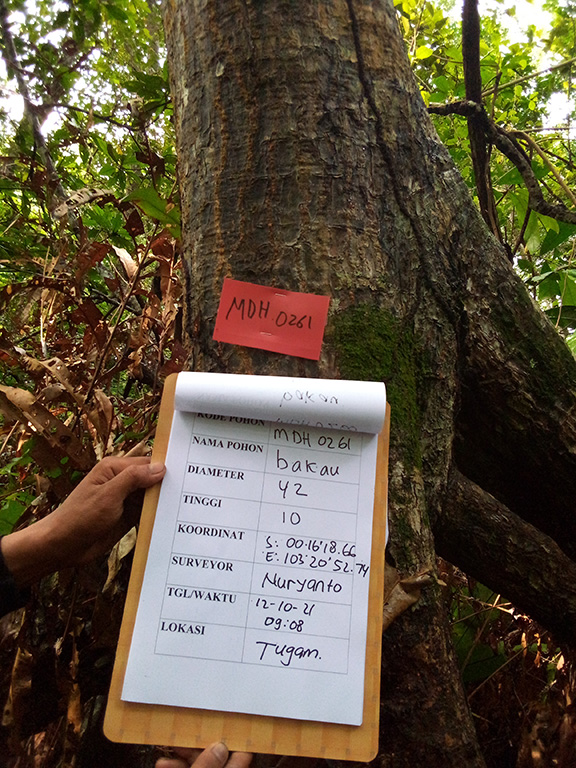 MDH 0261
bakau
KODE POHON MDH 0261
NAMA POHON bakau
DIAMETER 42
TINGGI 10
KOORDINAT S: 00°16'18.66
E: 103°20'52.74
SURVEYOR Nuryanto
TGL/WAKTU 12-10-21
09:08
LOKASI Tugam.